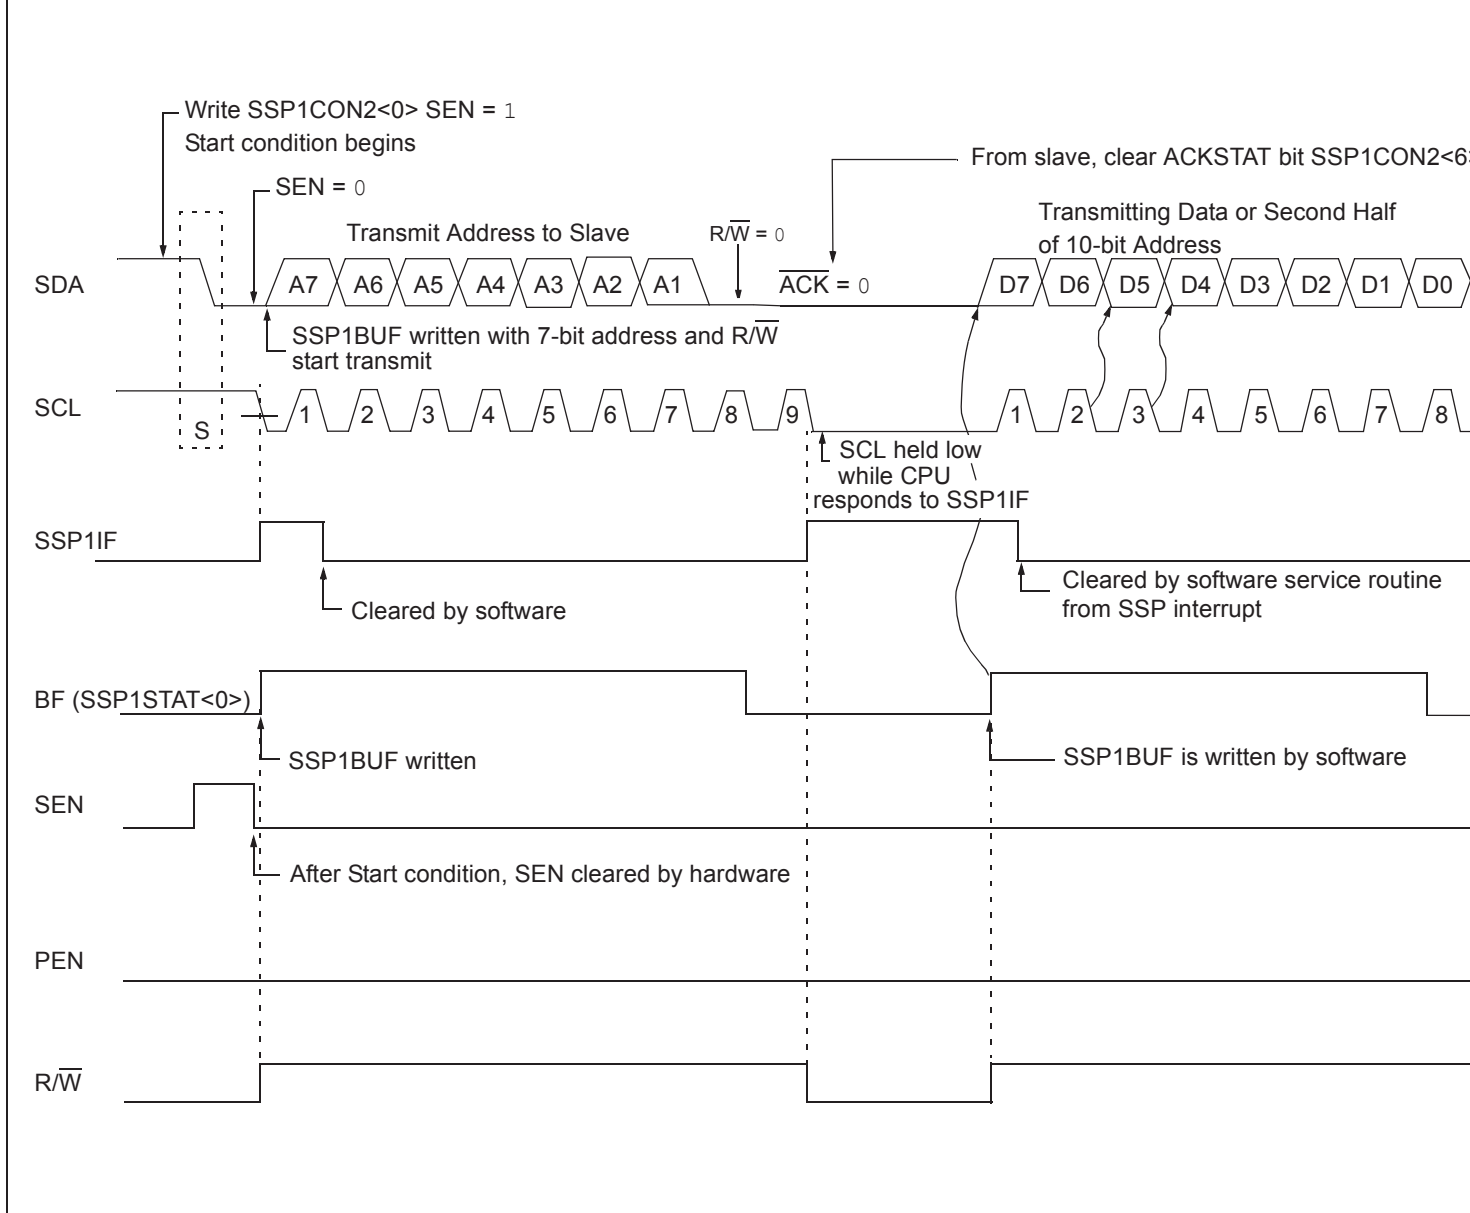 Write SSP1CON2<0> SEN = 1
Start condition begins
From slave, clear ACKSTAT bit SSP1CON2<6>
SEN = 0
Transmitting Data or Second Half
of 10-bit Address
Transmit Address to Slave
R/W̅ = 0
SDA
A7 A6 A5 A4 A3 A2 A1
A̅C̅K̅ = 0
D7 D6 D5 D4 D3 D2 D1 D0
SSP1BUF written with 7-bit address and R/W̅
start transmit
SCL
S
1 2 3 4 5 6 7 8 9
1 2 3 4 5 6 7 8
SCL held low
while CPU
responds to SSP1IF
SSP1IF
Cleared by software
Cleared by software service routine
from SSP interrupt
BF (SSP1STAT<0>)
SSP1BUF written
SSP1BUF is written by software
SEN
After Start condition, SEN cleared by hardware
PEN
R/W̅